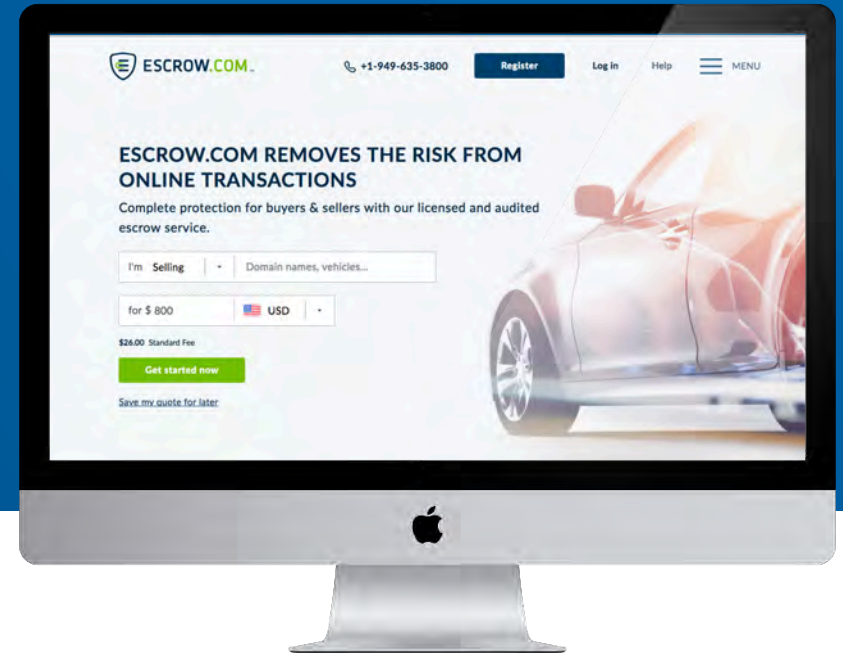 ESCROW.COM
+1-949-635-3800
Register
Log in
Help
MENU
ESCROW.COM REMOVES THE RISK FROM
ONLINE TRANSACTIONS
Complete protection for buyers & sellers with our licensed and audited
escrow service.
I'm Selling
Domain names, vehicles...
for $ 800
USD
$26.00 Standard Fee
Get started now
Save my quote for later